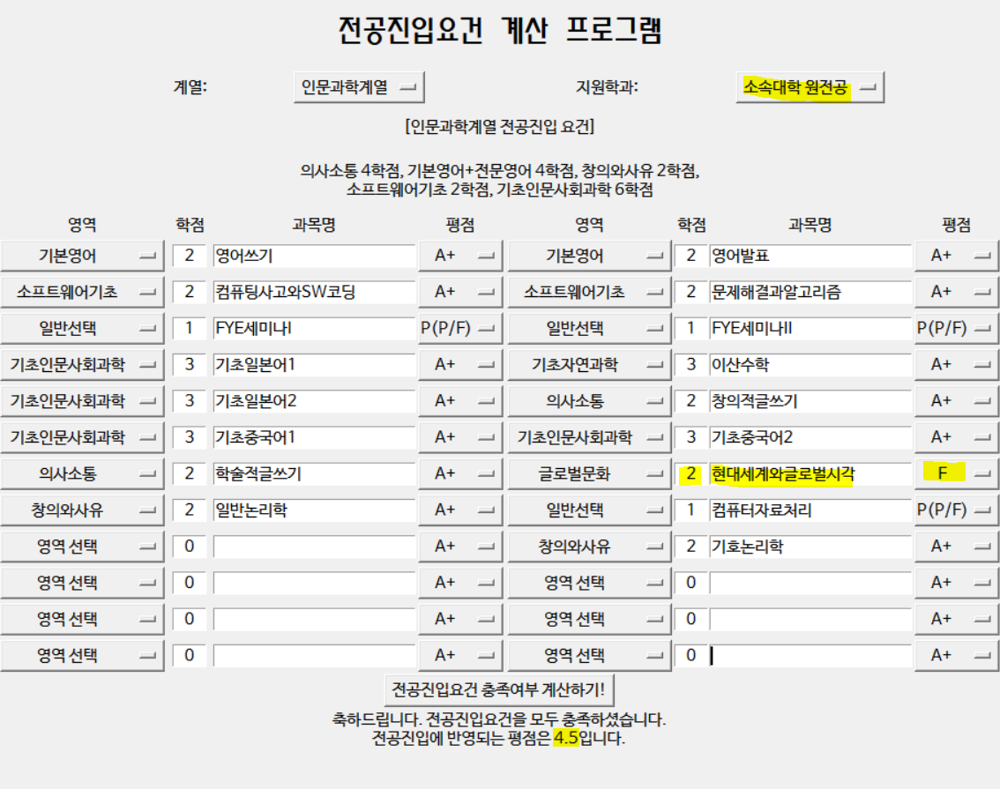 전공진입요건 계산 프로그램
계열: 인문과학계열 지원학과: 소속대학 원전공
[인문과학계열 전공진입 요건]
의사소통 4학점, 기본영어+전문영어 4학점, 창의와사유 2학점,
소프트웨어기초 2학점, 기초인문사회과학 6학점
영역 학점 과목명 평점 영역 학점 과목명 평점
기본영어 2 영어쓰기 A+ 기본영어 2 영어발표 A+
소프트웨어기초 2 컴퓨팅사고와SW코딩 A+ 소프트웨어기초 2 문제해결과알고리즘 A+
일반선택 1 FYE세미나I P(P/F) 일반선택 1 FYE세미나II P(P/F)
기초인문사회과학 3 기초일본어1 A+ 기초자연과학 3 이산수학 A+
기초인문사회과학 3 기초일본어2 A+ 의사소통 2 창의적글쓰기 A+
기초인문사회과학 3 기초중국어1 A+ 기초인문사회과학 3 기초중국어2 A+
의사소통 2 학술적글쓰기 A+ 글로벌문화 2 현대세계와글로벌시각 F
창의와사유 2 일반논리학 A+ 일반선택 1 컴퓨터자료처리 P(P/F)
영역 선택 0 A+ 창의와사유 2 기호논리학 A+
영역 선택 0 A+ 영역 선택 0 A+
영역 선택 0 A+ 영역 선택 0 A+
영역 선택 0 A+ 영역 선택 0 A+
전공진입요건 충족여부 계산하기!
축하드립니다. 전공진입요건을 모두 충족하셨습니다.
전공진입에 반영되는 평점은 4.5입니다.